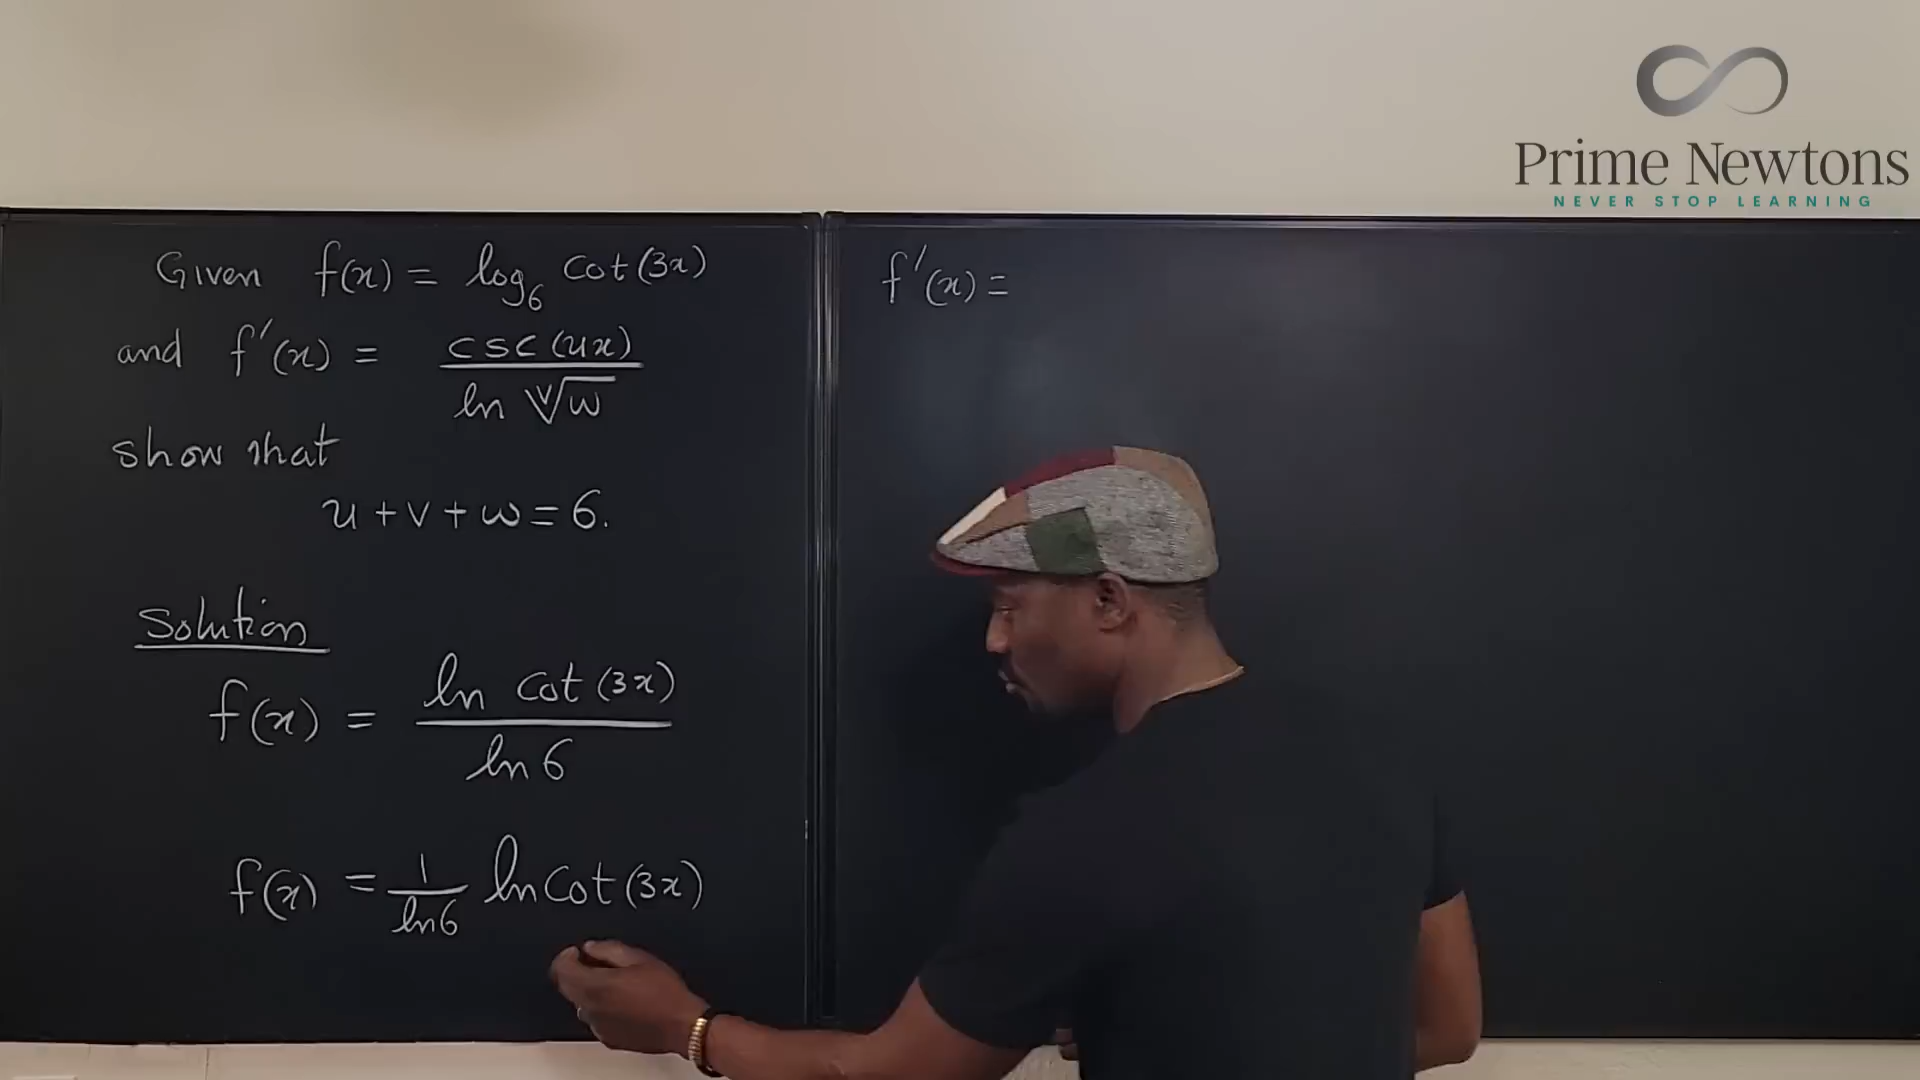 Prime Newtons
NEVER STOP LEARNING
Given f(x) = log₆ cot(3x)
and f'(x) = csc(ux) / ln ᵛ√w
show that
u + v + w = 6.
Solution
f(x) = ln cot(3x) / ln 6
f(x) = 1/ln6 ln cot(3x)
f'(x) =